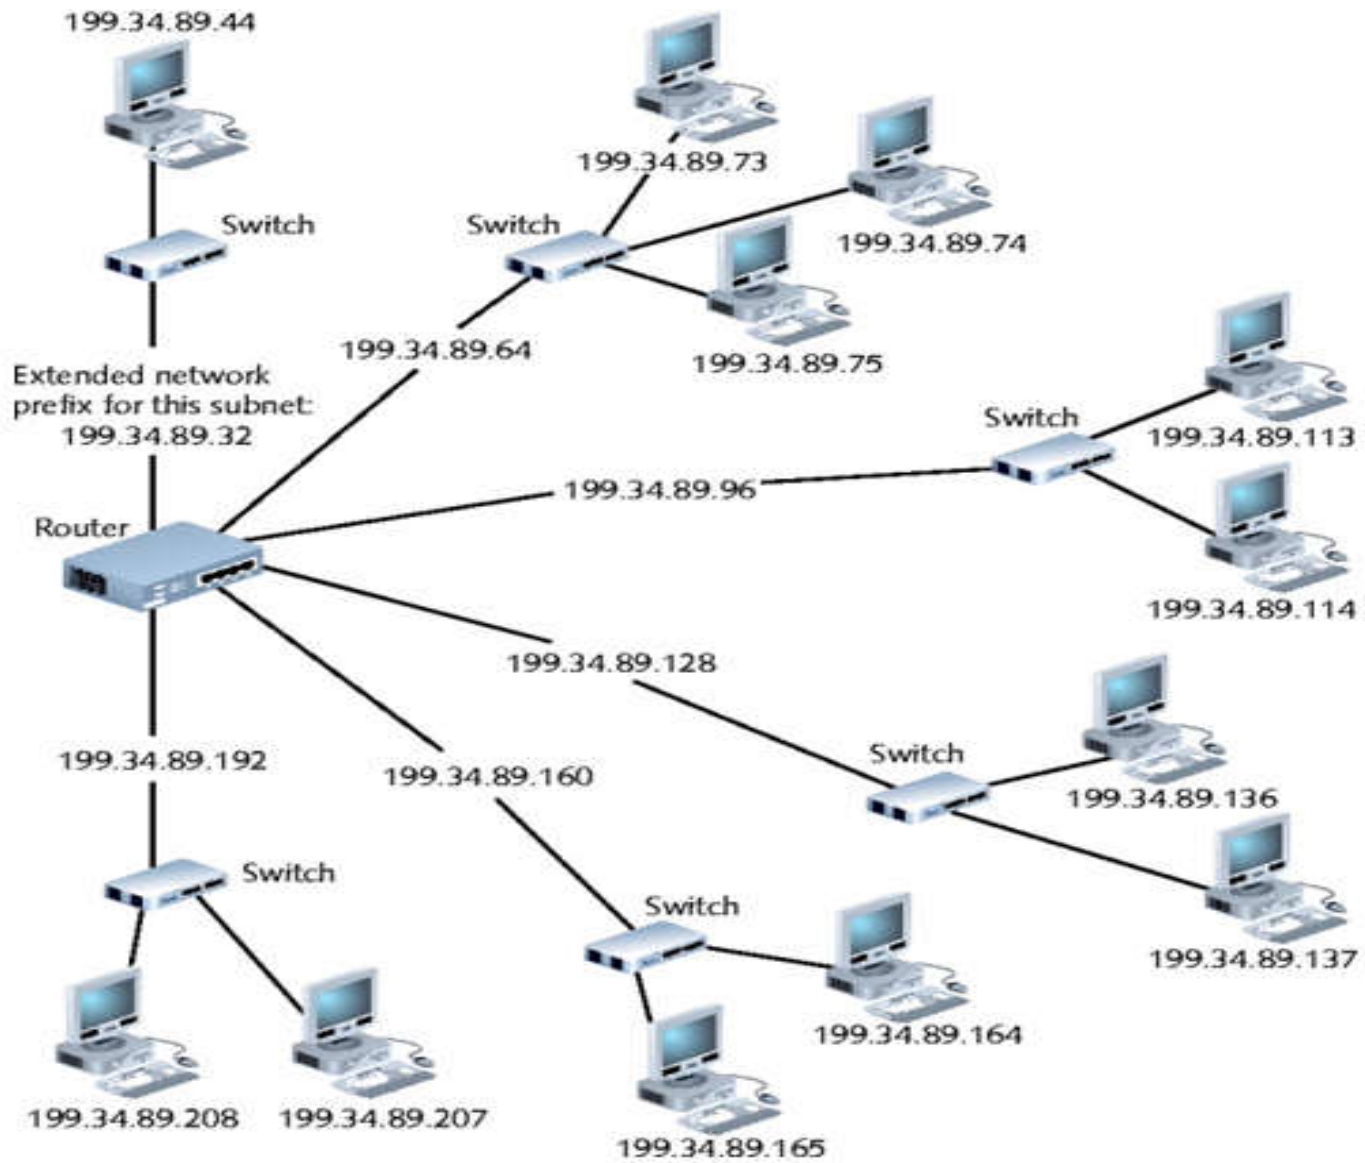 199.34.89.44
199.34.89.73
Switch
Switch
199.34.89.74
199.34.89.64
199.34.89.75
Extended network
prefix for this subnet:
199.34.89.32
Switch
199.34.89.113
199.34.89.96
Router
199.34.89.114
199.34.89.128
199.34.89.192
199.34.89.160
Switch
199.34.89.136
Switch
Switch
199.34.89.137
199.34.89.164
199.34.89.208
199.34.89.207
199.34.89.165